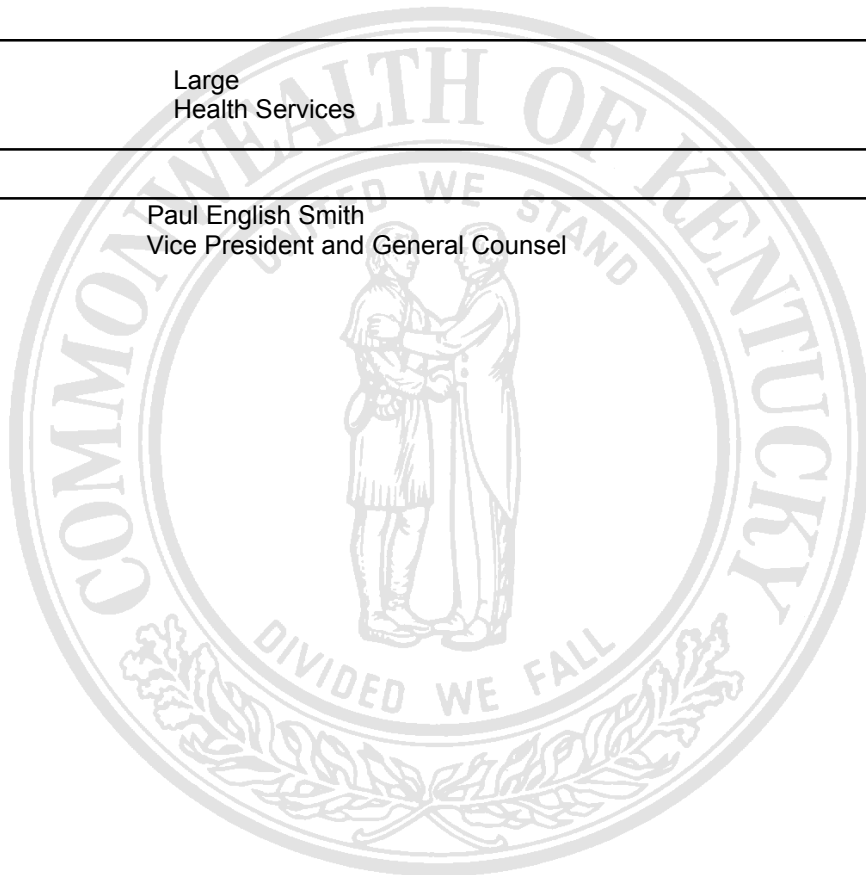 Large
Health Services
Paul English Smith
Vice President and General Counsel
COMMONWEALTH OF KENTUCKY
UNITED WE STAND
DIVIDED WE FALL